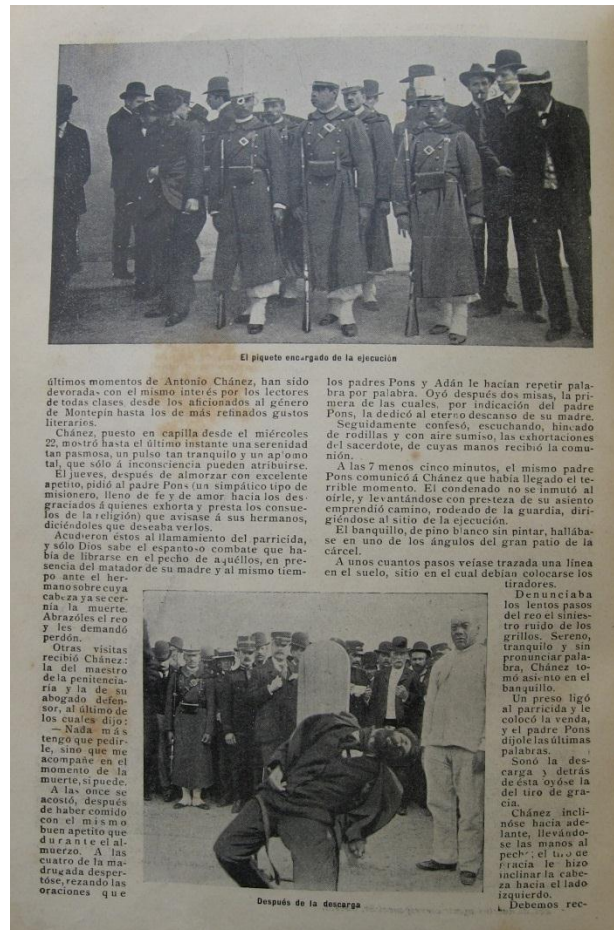 El piquete encargado de la ejecución
últimos momentos de Antonio Chánez, han sido
devorados con el mismo interés por los lectores
de todas clases, desde los aficionados al género
de Montepin hasta los de más refinados gustos
literarios.
Chánez, puesto en capilla desde el miércoles
22, mostró hasta el último instante una serenidad
tan pasmosa, un pulso tan tranquilo y un aplomo
tal, que sólo á inconsciencia pueden atribuirse.
El jueves, después de almorzar con excelente
apetito, pidió al padre Pons (un simpático tipo de
misionero, lleno de fe y de amor hacia los des-
graciados á quienes exhorta y presta los consue-
los de la religión) que avisase á sus hermanos,
diciéndoles que deseaba verlos.
Acudieron éstos al llamamiento del parricida,
y sólo Dios sabe el espantoso combate que ha-
bía de librarse en el pecho de aquéllos, en pre-
sencia del matador de su madre y al mismo tiem-
po ante el her-
mano sobre cuya
cabeza ya se cer-
nía la muerte.
Abrazóles el reo
y les demandó
perdón.
Otras visitas
recibió Chánez:
la del maestro
de la penitencia-
ría y la de su
abogado defen-
sor, al último de
los cuales dijo:
—Nada más
tengo que pedir-
le, sino que me
acompañe en el
momento de la
muerte, si puede.
A las once se
acostó, después
de haber comido
con el mismo
buen apetito que
durante el al-
muerzo. A las
cuatro de la ma-
drugada desper-
tóse, rezando las
oraciones que
los padres Pons y Adán le hacían repetir pala-
bra por palabra. Oyó después dos misas, la pri-
mera de las cuales, por indicación del padre
Pons, la dedicó al eterno descanso de su madre.
Seguidamente confesó, escuchando, hincado
de rodillas y con aire sumiso, las exhortaciones
del sacerdote, de cuyas manos recibió la comu-
nión.
A las 7 menos cinco minutos, el mismo padre
Pons comunicó á Chánez que había llegado el te-
rrible momento. El condenado no se inmutó al
oírle, y levantándose con presteza de su asiento
emprendió camino, rodeado de la guardia, diri-
giéndose al sitio de la ejecución.
El banquillo, de pino blanco sin pintar, hallába-
se en uno de los ángulos del gran patio de la
cárcel.
A unos cuantos pasos veíase trazada una línea
en el suelo, sitio en el cual debían colocarse los
tiradores.
Denunciaba
los lentos pasos
del reo el sinies-
tro ruido de los
grillos. Sereno,
tranquilo y sin
pronunciar pala-
bra, Chánez to-
mó asiento en el
banquillo.
Un preso ligó
al parricida y le
colocó la venda,
y el padre Pons
díjole las últimas
palabras.
Sonó la des-
carga y detrás
de ésta oyóse la
del tiro de gra-
cia.
Chánez incli-
nóse hacia ade-
lante, llevándo-
se las manos al
pecho; el tiro de
gracia le hizo
inclinar la cabe-
za hacia el lado
izquierdo.
Debemos rec-
Después de la descarga